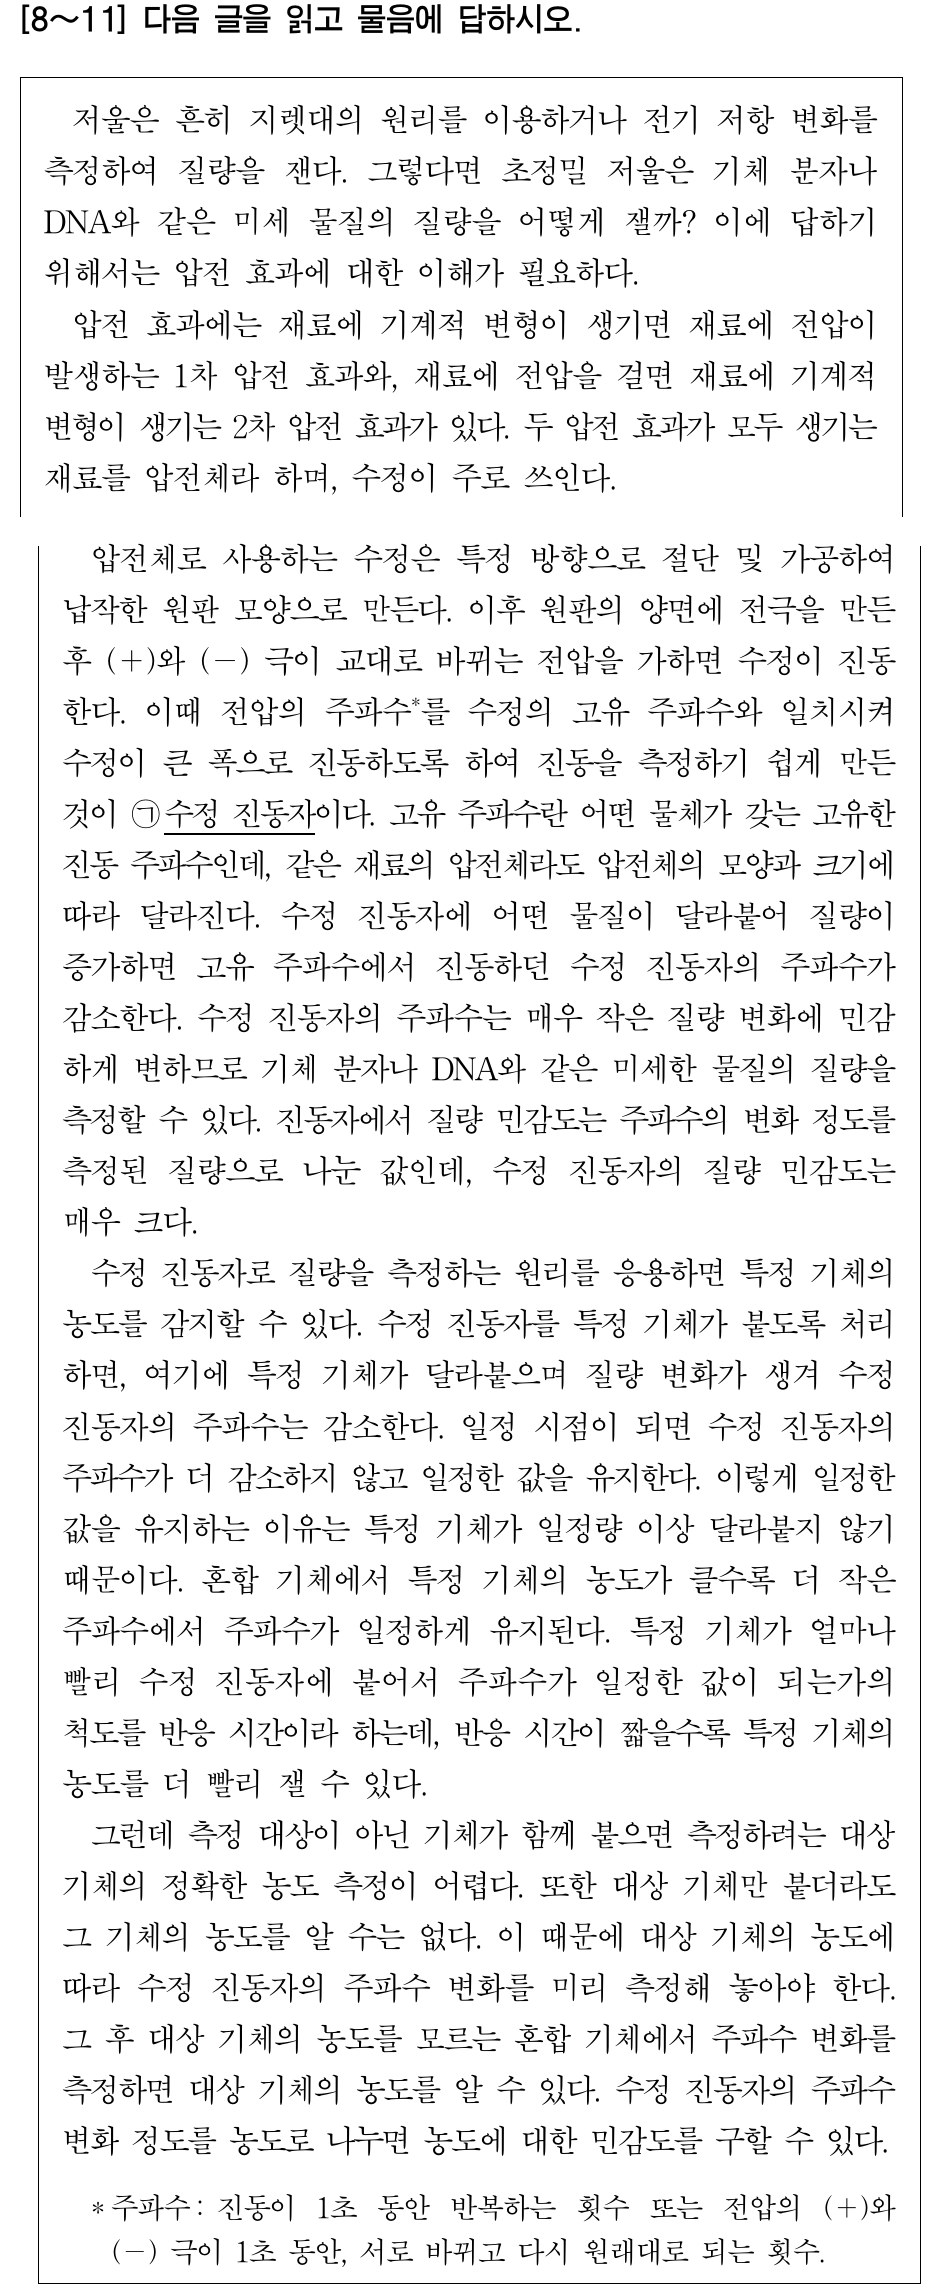 [8~11] 다음 글을 읽고 물음에 답하시오.
저울은 흔히 지렛대의 원리를 이용하거나 전기 저항 변화를
측정하여 질량을 잰다. 그렇다면 초정밀 저울은 기체 분자나
DNA와 같은 미세 물질의 질량을 어떻게 잴까? 이에 답하기
위해서는 압전 효과에 대한 이해가 필요하다.
압전 효과에는 재료에 기계적 변형이 생기면 재료에 전압이
발생하는 1차 압전 효과와, 재료에 전압을 걸면 재료에 기계적
변형이 생기는 2차 압전 효과가 있다. 두 압전 효과가 모두 생기는
재료를 압전체라 하며, 수정이 주로 쓰인다.
압전체로 사용하는 수정은 특정 방향으로 절단 및 가공하여
납작한 원판 모양으로 만든다. 이후 원판의 양면에 전극을 만든
후 (+)와 (-) 극이 교대로 바뀌는 전압을 가하면 수정이 진동
한다. 이때 전압의 주파수*를 수정의 고유 주파수와 일치시켜
수정이 큰 폭으로 진동하도록 하여 진동을 측정하기 쉽게 만든
것이 ㉠수정 진동자이다. 고유 주파수란 어떤 물체가 갖는 고유한
진동 주파수인데, 같은 재료의 압전체라도 압전체의 모양과 크기에
따라 달라진다. 수정 진동자에 어떤 물질이 달라붙어 질량이
증가하면 고유 주파수에서 진동하던 수정 진동자의 주파수가
감소한다. 수정 진동자의 주파수는 매우 작은 질량 변화에 민감
하게 변하므로 기체 분자나 DNA와 같은 미세한 물질의 질량을
측정할 수 있다. 진동자에서 질량 민감도는 주파수의 변화 정도를
측정된 질량으로 나눈 값인데, 수정 진동자의 질량 민감도는
매우 크다.
수정 진동자로 질량을 측정하는 원리를 응용하면 특정 기체의
농도를 감지할 수 있다. 수정 진동자를 특정 기체가 붙도록 처리
하면, 여기에 특정 기체가 달라붙으며 질량 변화가 생겨 수정
진동자의 주파수는 감소한다. 일정 시점이 되면 수정 진동자의
주파수가 더 감소하지 않고 일정한 값을 유지한다. 이렇게 일정한
값을 유지하는 이유는 특정 기체가 일정량 이상 달라붙지 않기
때문이다. 혼합 기체에서 특정 기체의 농도가 클수록 더 작은
주파수에서 주파수가 일정하게 유지된다. 특정 기체가 얼마나
빨리 수정 진동자에 붙어서 주파수가 일정한 값이 되는가의
척도를 반응 시간이라 하는데, 반응 시간이 짧을수록 특정 기체의
농도를 더 빨리 잴 수 있다.
그런데 측정 대상이 아닌 기체가 함께 붙으면 측정하려는 대상
기체의 정확한 농도 측정이 어렵다. 또한 대상 기체만 붙더라도
그 기체의 농도를 알 수는 없다. 이 때문에 대상 기체의 농도에
따라 수정 진동자의 주파수 변화를 미리 측정해 놓아야 한다.
그 후 대상 기체의 농도를 모르는 혼합 기체에서 주파수 변화를
측정하면 대상 기체의 농도를 알 수 있다. 수정 진동자의 주파수
변화 정도를 농도로 나누면 농도에 대한 민감도를 구할 수 있다.
* 주파수: 진동이 1초 동안 반복하는 횟수 또는 전압의 (+)와
(-) 극이 1초 동안, 서로 바뀌고 다시 원래대로 되는 횟수.